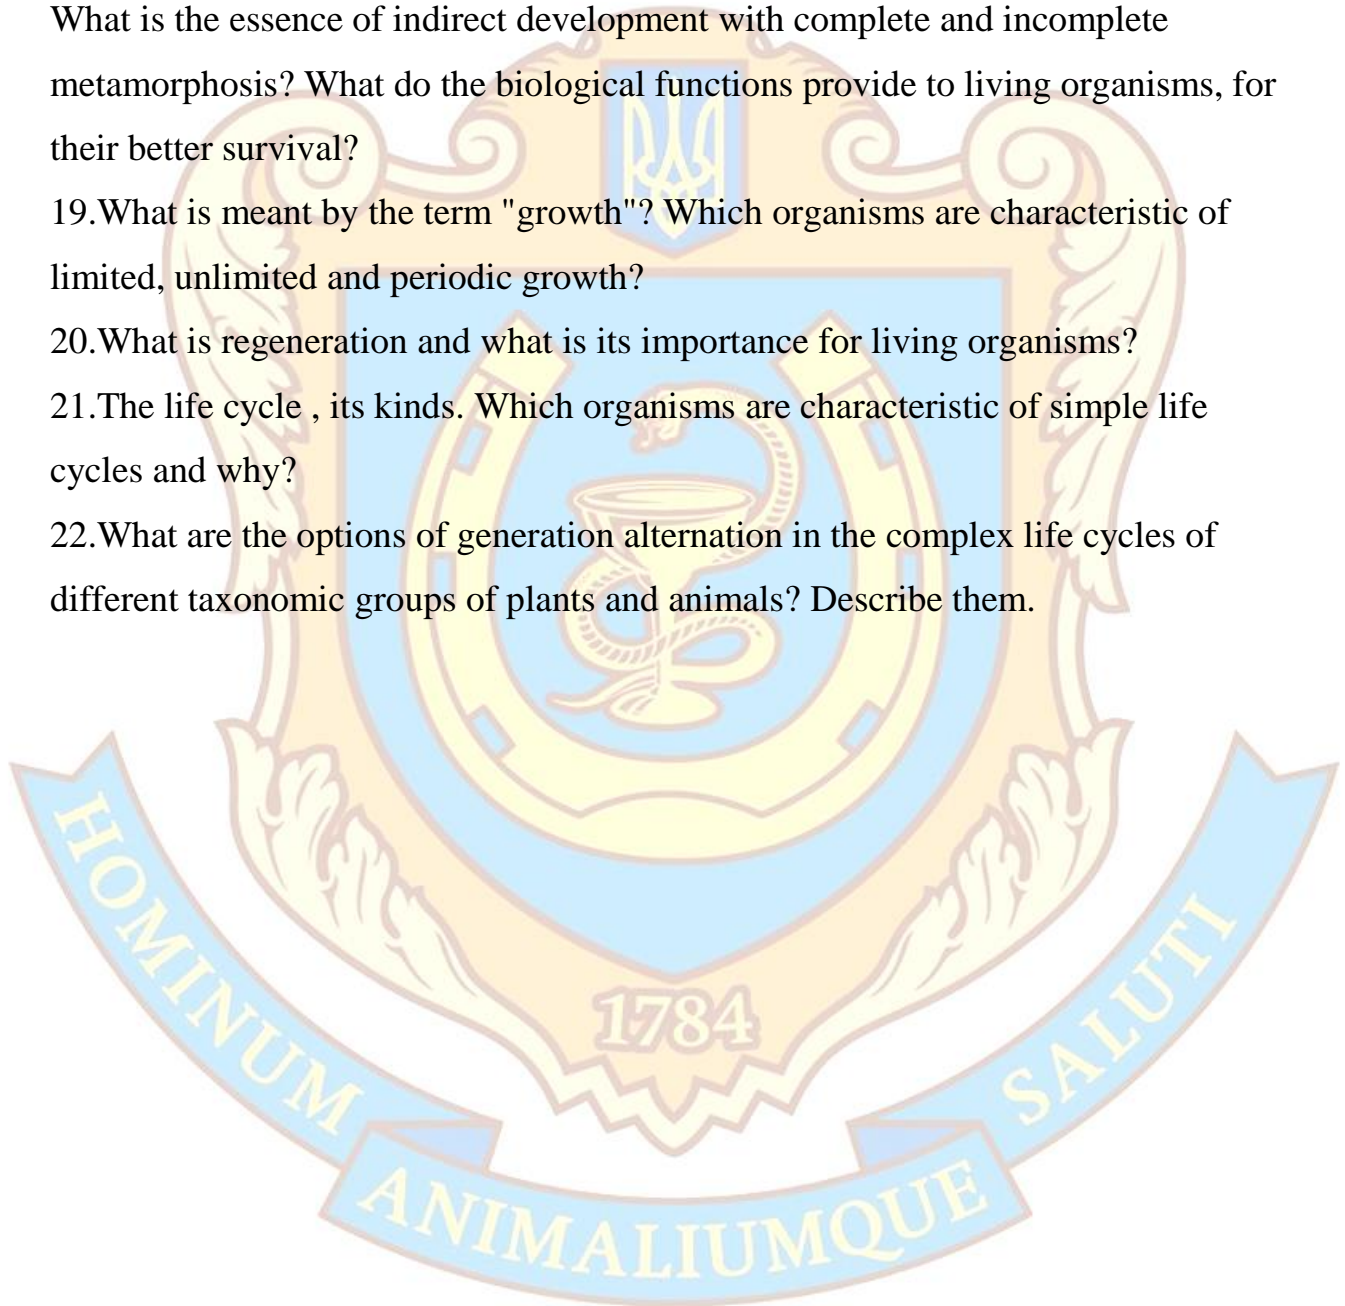 What is the essence of indirect development with complete and incomplete
metamorphosis? What do the biological functions provide to living organisms, for
their better survival?
19.What is meant by the term "growth"? Which organisms are characteristic of
limited, unlimited and periodic growth?
20.What is regeneration and what is its importance for living organisms?
21.The life cycle , its kinds. Which organisms are characteristic of simple life
cycles and why?
22.What are the options of generation alternation in the complex life cycles of
different taxonomic groups of plants and animals? Describe them.
1784
HOMINUM
ANIMALIUMQUE
SALUTI